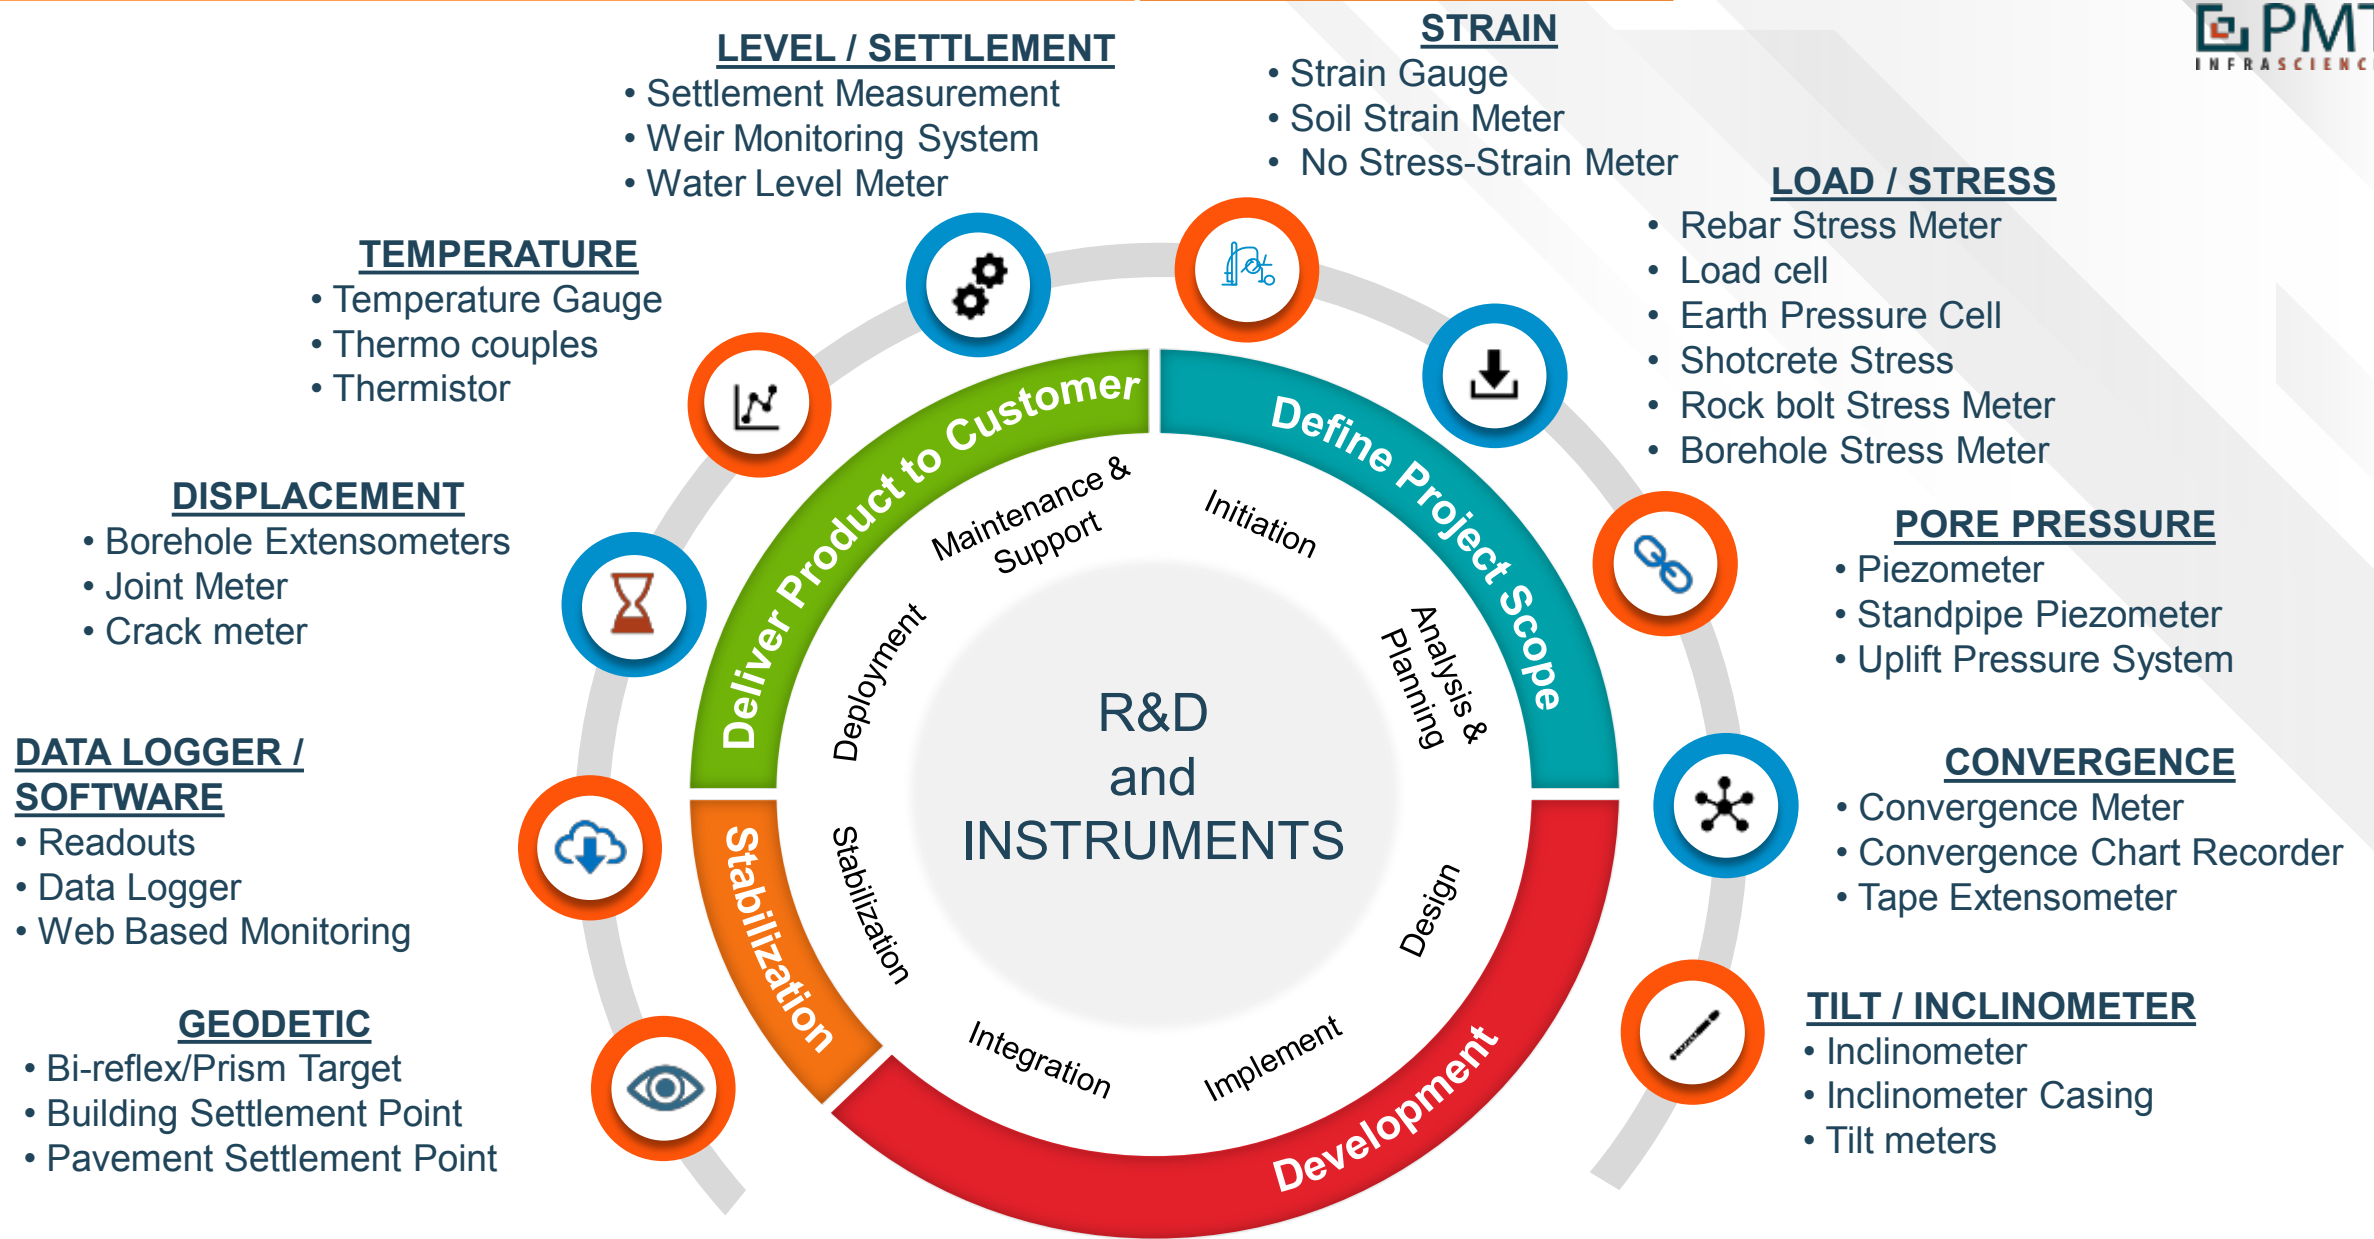 PMT
INFRASCIENC
LEVEL / SETTLEMENT
• Settlement Measurement
• Weir Monitoring System
• Water Level Meter
STRAIN
• Strain Gauge
• Soil Strain Meter
• No Stress-Strain Meter
LOAD / STRESS
• Rebar Stress Meter
• Load cell
• Earth Pressure Cell
• Shotcrete Stress
• Rock bolt Stress Meter
• Borehole Stress Meter
PORE PRESSURE
• Piezometer
• Standpipe Piezometer
• Uplift Pressure System
CONVERGENCE
• Convergence Meter
• Convergence Chart Recorder
• Tape Extensometer
TILT / INCLINOMETER
• Inclinometer
• Inclinometer Casing
• Tilt meters
TEMPERATURE
• Temperature Gauge
• Thermo couples
• Thermistor
DISPLACEMENT
• Borehole Extensometers
• Joint Meter
• Crack meter
DATA LOGGER /
SOFTWARE
• Readouts
• Data Logger
• Web Based Monitoring
GEODETIC
• Bi-reflex/Prism Target
• Building Settlement Point
• Pavement Settlement Point
Deliver Product to Customer
Define Project Scope
Development
Stabilization
Maintenance &
Support
Initiation
Analysis &
Planning
Design
Implement
Integration
Stabilization
Deployment
R&D
and
INSTRUMENTS